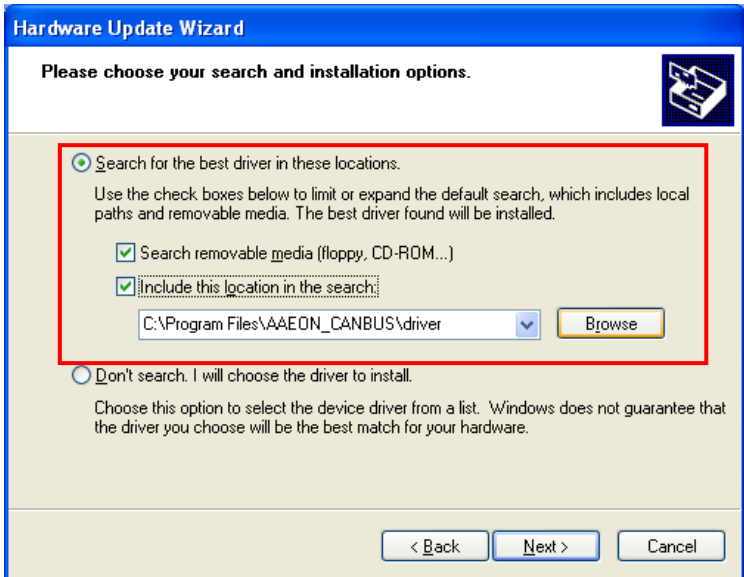 Hardware Update Wizard
Please choose your search and installation options.
Search for the best driver in these locations.
Use the check boxes below to limit or expand the default search, which includes local
paths and removable media. The best driver found will be installed.
Search removable media (floppy, CD-ROM...)
Include this location in the search:
C:\Program Files\AAEON_CANBUS\driver
Browse
Don't search. I will choose the driver to install.
Choose this option to select the device driver from a list. Windows does not guarantee that
the driver you choose will be the best match for your hardware.
< Back Next > Cancel